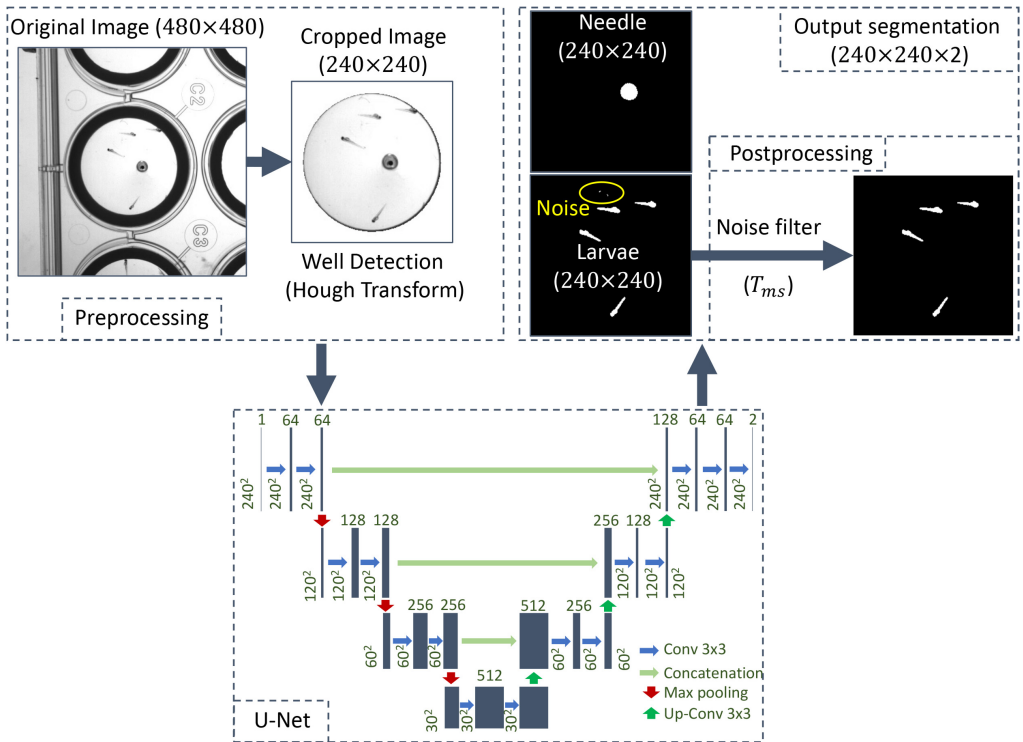 Original Image (480×480)
C2
C3
Cropped Image
(240×240)
Well Detection
(Hough Transform)
Preprocessing
Needle
(240×240)
Output segmentation
(240×240×2)
Postprocessing
Noise
Larvae
(240×240)
Noise filter
(Tms)
1 64 64
240² 240² 240²
128 64 64 2
240² 240² 240² 240²
128 128
120² 120² 120²
256 128
120² 120² 120²
256 256
60² 60² 60²
512 256
60² 60² 60²
512
30² 30² 30²
Conv 3x3
Concatenation
Max pooling
Up-Conv 3x3
U-Net